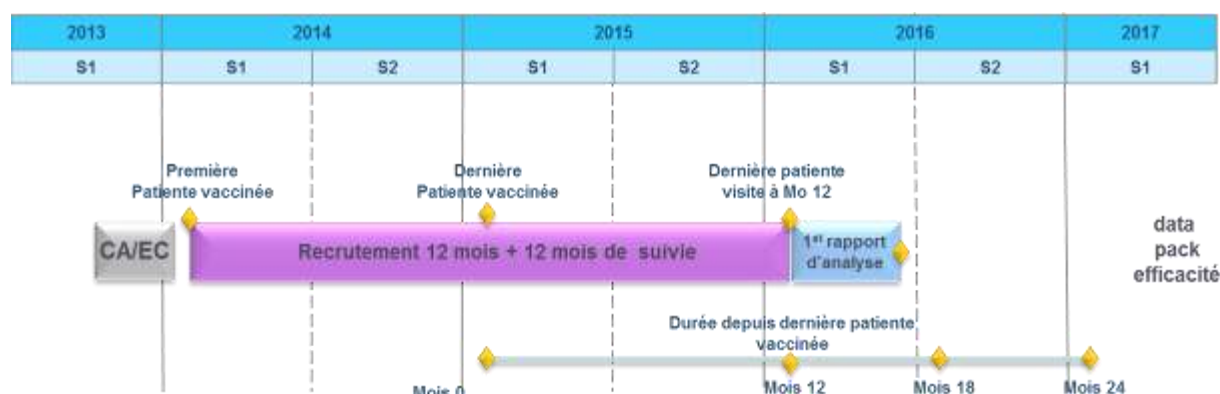 2013 2014 2015 2016 2017
S1 S1 S2 S1 S2 S1 S2 S1
Première
Patiente vaccinée
Dernière
Patiente vaccinée
Dernière patiente
visite à Mo 12
CA/EC
Recrutement 12 mois + 12 mois de suivie
1st rapport
d'analyse
data
pack
efficacité
Durée depuis dernière patiente
vaccinée
Mois 0 Mois 12 Mois 18 Mois 24